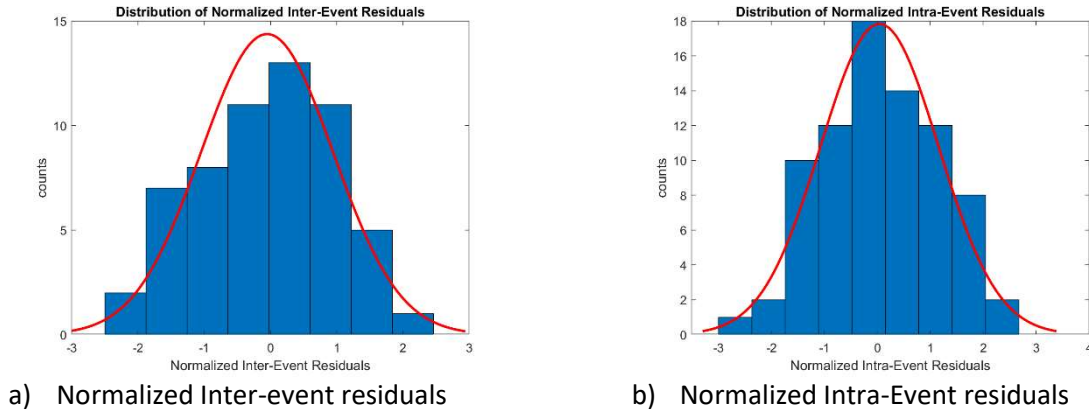 Distribution of Normalized Inter-Event Residuals
15
10
5
0
counts
-3 -2 -1 0 1 2 3
Normalized Inter-Event Residuals
a) Normalized Inter-event residuals
Distribution of Normalized Intra-Event Residuals
18
16
14
12
10
8
6
4
2
0
counts
-3 -2 -1 0 1 2 3 4
Normalized Intra-Event Residuals
b) Normalized Intra-Event residuals